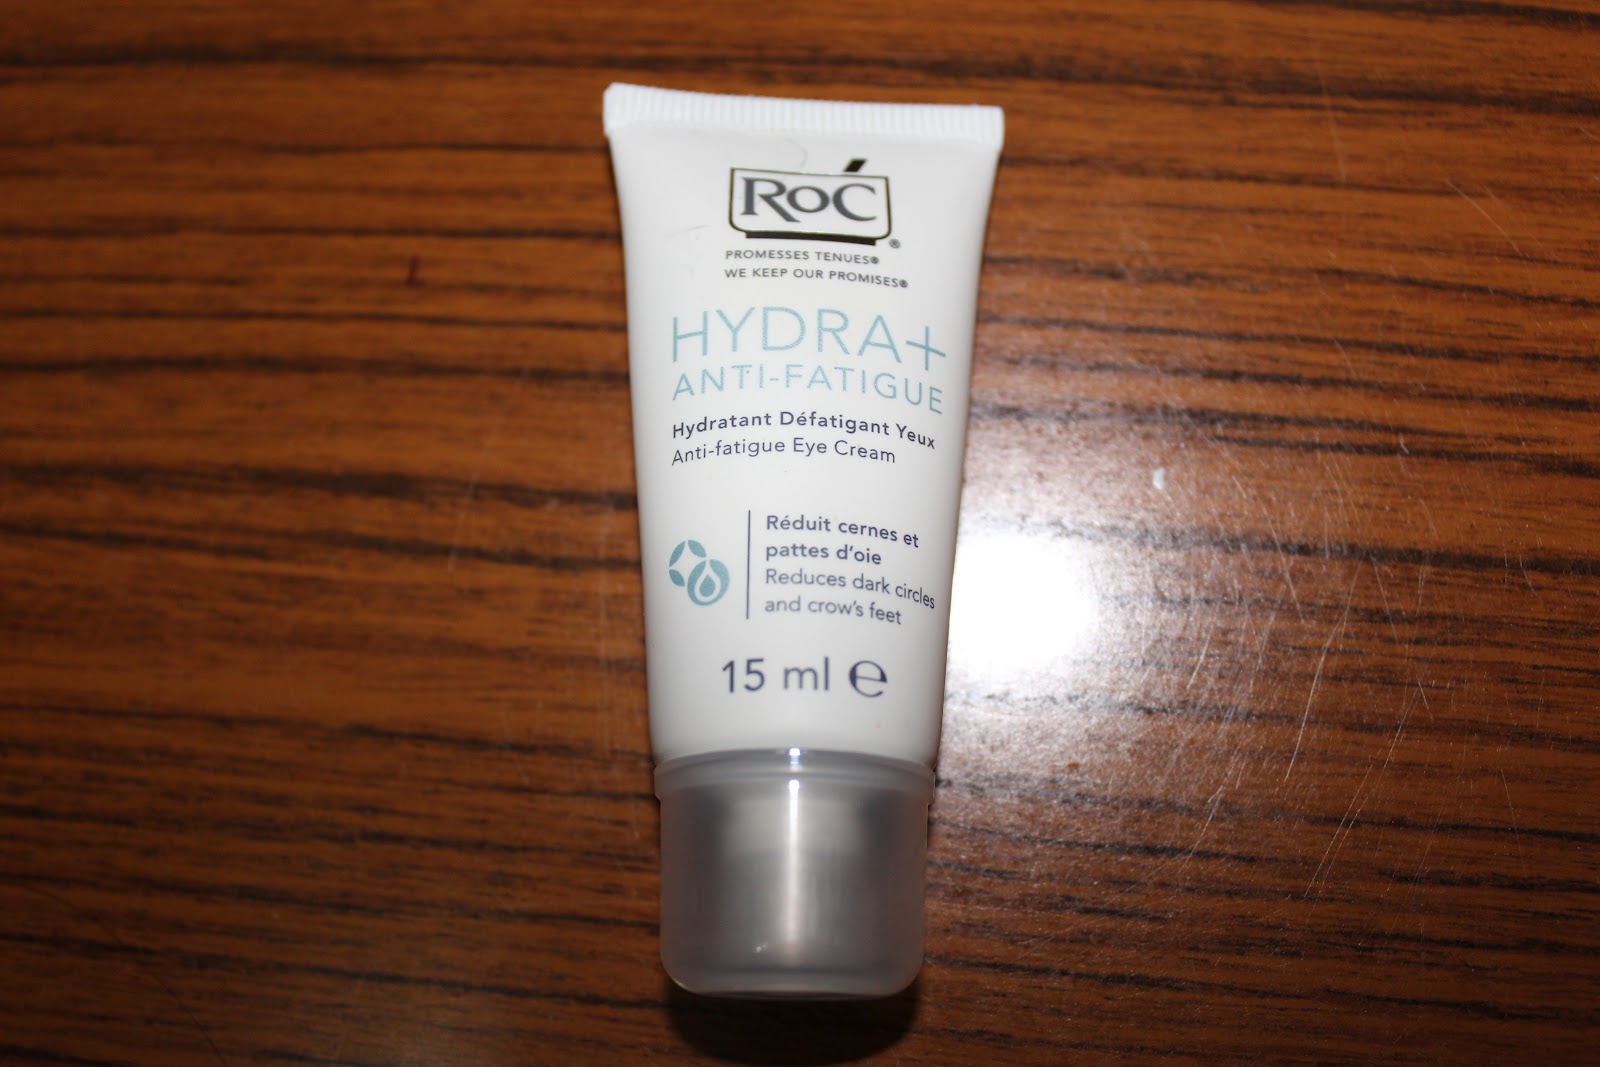 RoC®
PROMESSES TENUES®
WE KEEP OUR PROMISES®
HYDRA+
ANTI-FATIGUE
Hydratant Défatigant Yeux
Anti-fatigue Eye Cream
Réduit cernes et
pattes d'oie
Reduces dark circles
and crow's feet
15 ml ℮